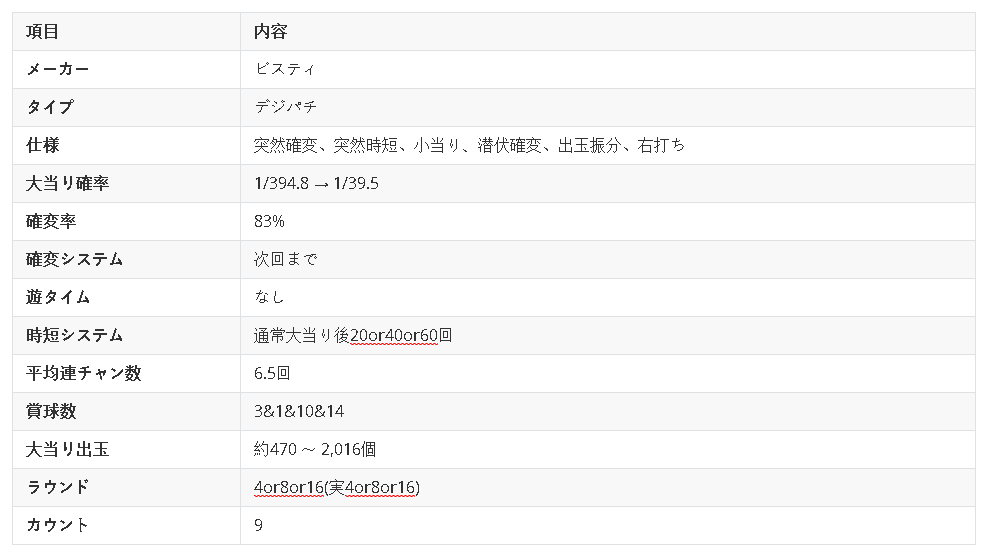 項目 内容
メーカー ビスティ
タイプ デジパチ
仕様 突然確変、突然時短、小当り、潜伏確変、出玉振分、右打ち
大当り確率 1/394.8 → 1/39.5
確変率 83%
確変システム 次回まで
遊タイム なし
時短システム 通常大当り後20or40or60回
平均連チャン数 6.5回
賞球数 3&1&10&14
大当り出玉 約470 ～ 2,016個
ラウンド 4or8or16(実4or8or16)
カウント 9